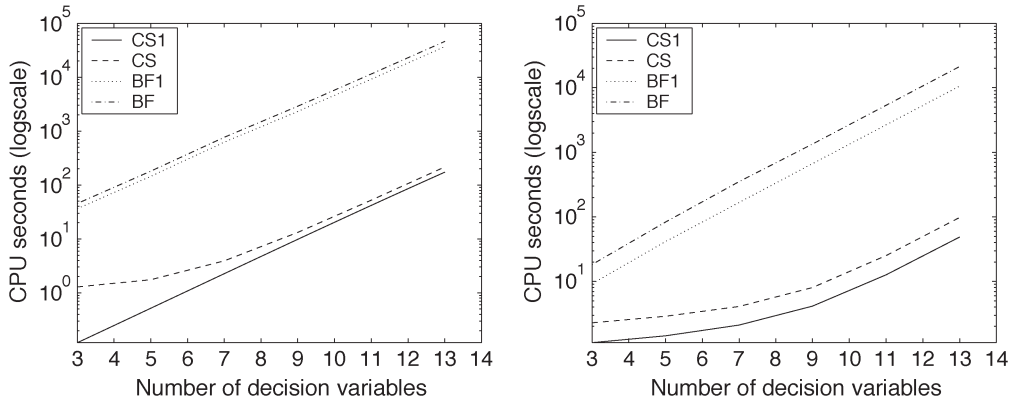 10^5
10^4
10^3
10^2
10^1
10^0
CPU seconds (logscale)
CS1
CS
BF1
BF
3 4 5 6 7 8 9 10 11 12 13 14
Number of decision variables
10^5
10^4
10^3
10^2
10^1
CPU seconds (logscale)
CS1
CS
BF1
BF
3 4 5 6 7 8 9 10 11 12 13 14
Number of decision variables